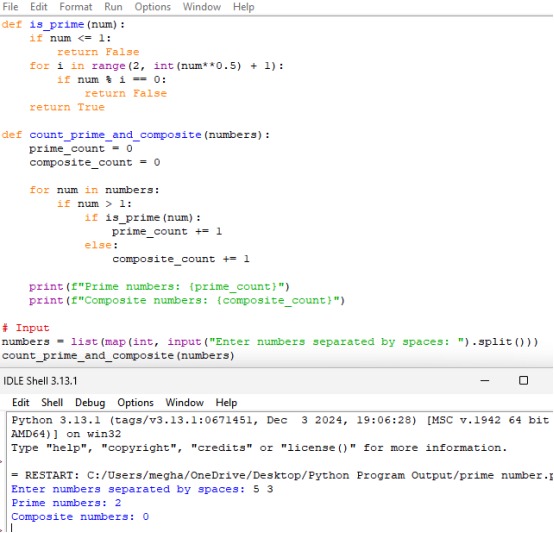 File Edit Format Run Options Window Help
def is_prime(num):
    if num <= 1:
        return False
    for i in range(2, int(num**0.5) + 1):
        if num % i == 0:
            return False
    return True

def count_prime_and_composite(numbers):
    prime_count = 0
    composite_count = 0

    for num in numbers:
        if num > 1:
            if is_prime(num):
                prime_count += 1
            else:
                composite_count += 1

    print(f"Prime numbers: {prime_count}")
    print(f"Composite numbers: {composite_count}")

# Input
numbers = list(map(int, input("Enter numbers separated by spaces: ").split()))
count_prime_and_composite(numbers)
IDLE Shell 3.13.1
Edit Shell Debug Options Window Help
Python 3.13.1 (tags/v3.13.1:0671451, Dec  3 2024, 19:06:28) [MSC v.1942 64 bit
AMD64)] on win32
Type "help", "copyright", "credits" or "license()" for more information.
= RESTART: C:/Users/megha/OneDrive/Desktop/Python Program Output/prime number.p
Enter numbers separated by spaces: 5 3
Prime numbers: 2
Composite numbers: 0